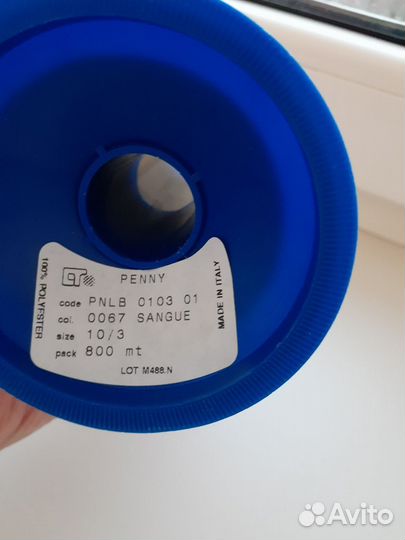 PENNY
code PNLB 0103 01
col. 0067 SANGUE
size 10/3
pack 800 mt
LOT M488.N
100% POLYESTER
MADE IN ITALY
Avito